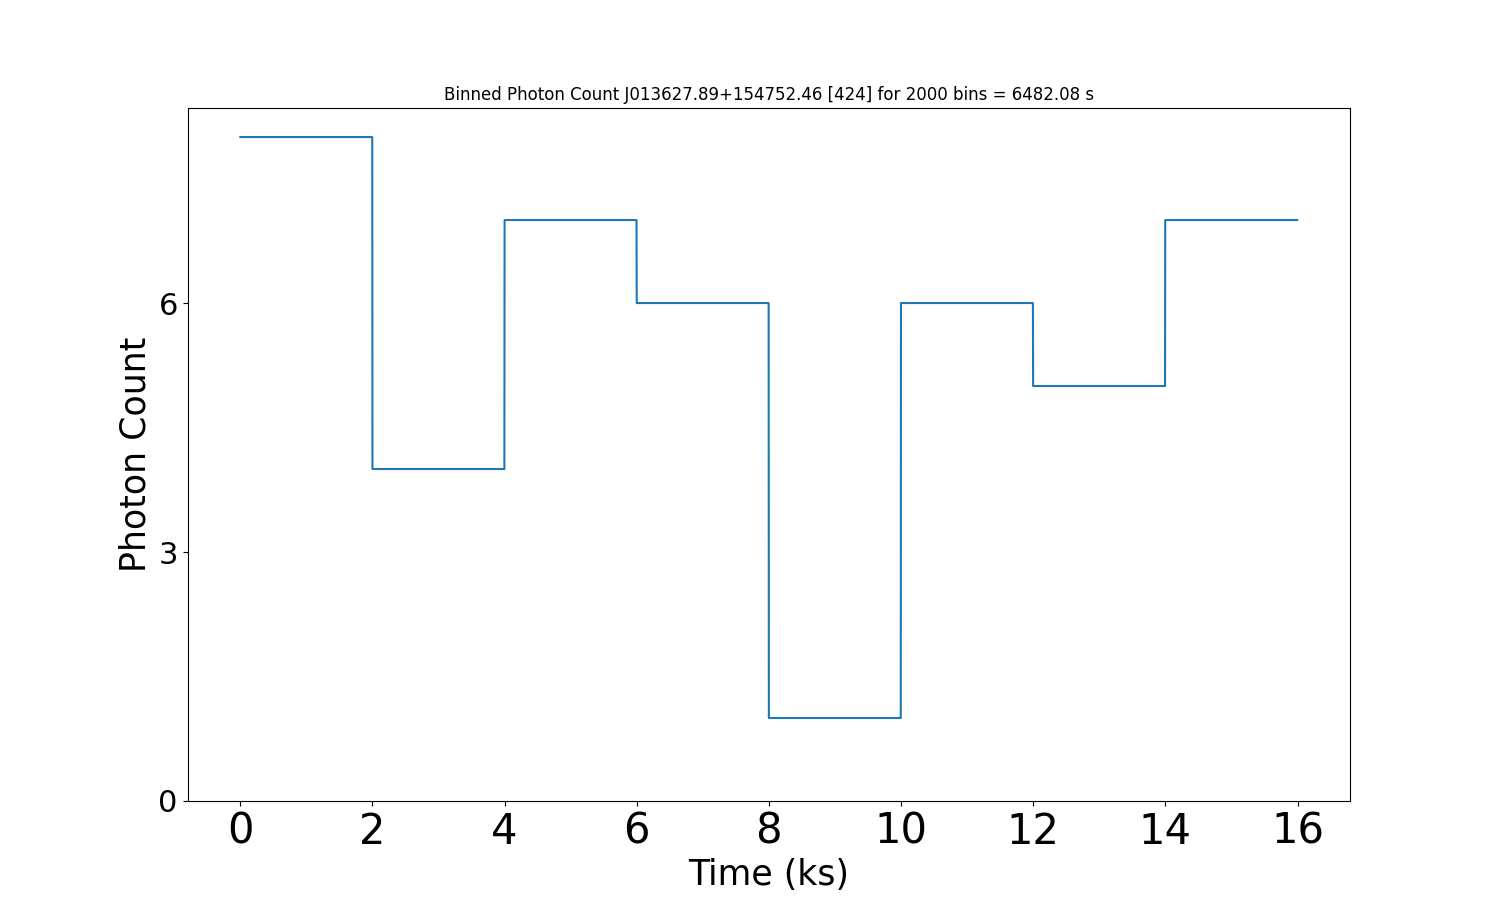 Binned Photon Count J013627.89+154752.46 [424] for 2000 bins = 6482.08 s
6
3
0
Photon Count
0 2 4 6 8 10 12 14 16
Time (ks)